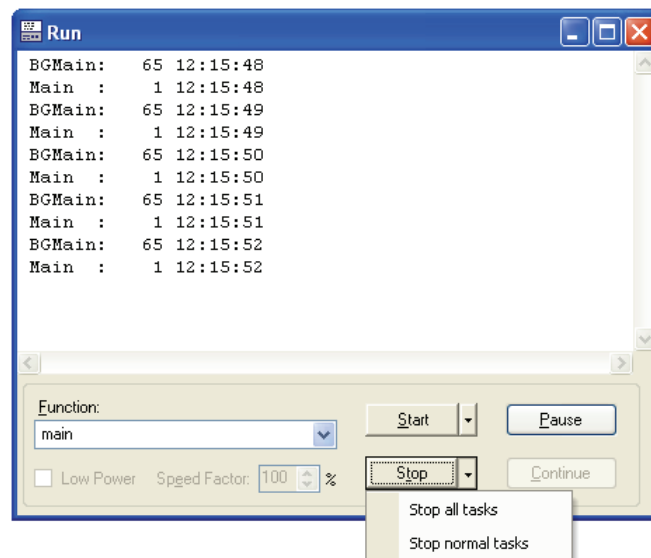 Run
BGMain:    65 12:15:48
Main  :     1 12:15:48
BGMain:    65 12:15:49
Main  :     1 12:15:49
BGMain:    65 12:15:50
Main  :     1 12:15:50
BGMain:    65 12:15:51
Main  :     1 12:15:51
BGMain:    65 12:15:52
Main  :     1 12:15:52
Function:
main
Start
Pause
Low Power
Speed Factor: 100 %
Stop
Continue
Stop all tasks
Stop normal tasks